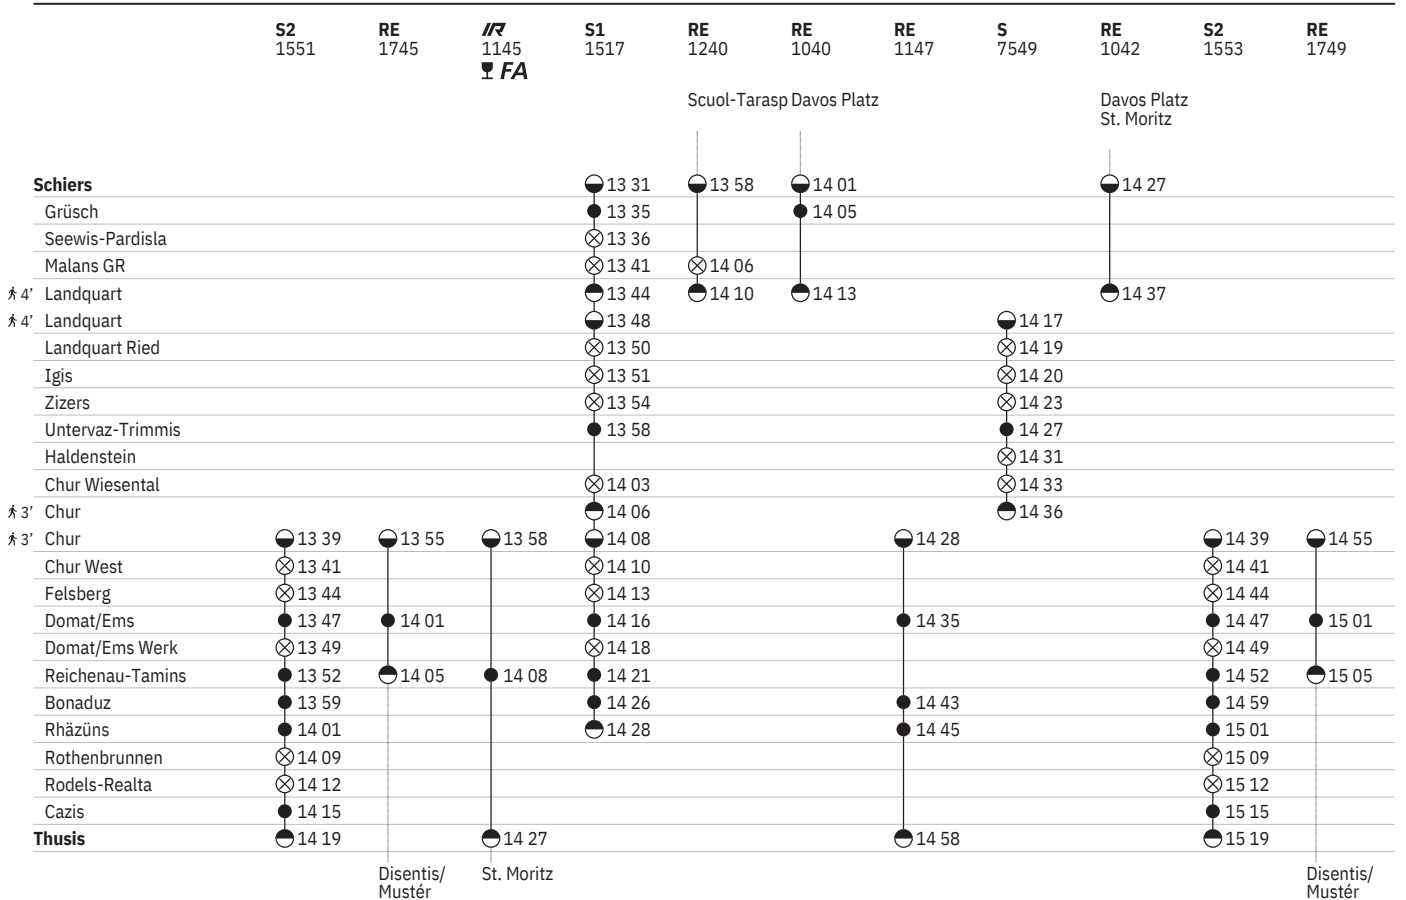 S2 RE IR S1 RE RE RE S RE S2 RE
1551 1745 1145 1517 1240 1040 1147 7549 1042 1553 1749
FA
Scuol-Tarasp Davos Platz Davos Platz
St. Moritz
Schiers 13 31 13 58 14 01 14 27
Grüsch 13 35 14 05
Seewis-Pardisla 13 36
Malans GR 13 41 14 06
4' Landquart 13 44 14 10 14 13 14 37
4' Landquart 13 48 14 17
Landquart Ried 13 50 14 19
Igis 13 51 14 20
Zizers 13 54 14 23
Untervaz-Trimmis 13 58 14 27
Haldenstein 14 31
Chur Wiesental 14 03 14 33
3' Chur 14 06 14 36
3' Chur 13 39 13 55 13 58 14 08 14 28 14 39 14 55
Chur West 13 41 14 10 14 41
Felsberg 13 44 14 13 14 44
Domat/Ems 13 47 14 01 14 16 14 35 14 47 15 01
Domat/Ems Werk 13 49 14 18 14 49
Reichenau-Tamins 13 52 14 05 14 08 14 21 14 52 15 05
Bonaduz 13 59 14 26 14 43 14 59
Rhäzüns 14 01 14 28 14 45 15 01
Rothenbrunnen 14 09 15 09
Rodels-Realta 14 12 15 12
Cazis 14 15 15 15
Thusis 14 19 14 27 14 58 15 19
Disentis/ St. Moritz Disentis/
Mustér Mustér